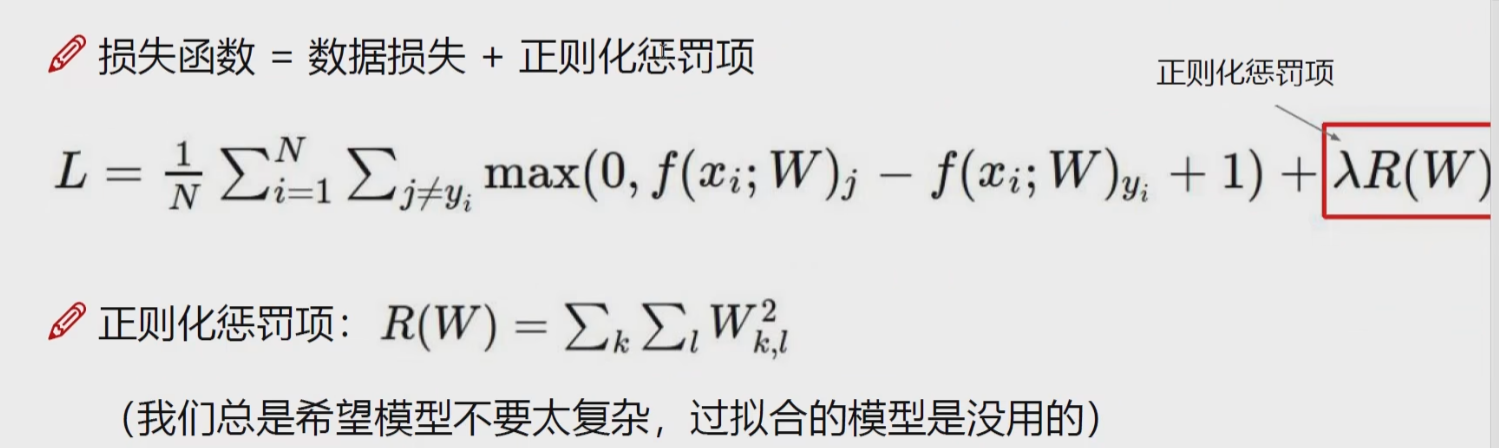 损失函数 = 数据损失 + 正则化惩罚项
正则化惩罚项
L = \frac{1}{N} \sum_{i=1}^{N} \sum_{j \neq y_i} \max(0, f(x_i; W)_j - f(x_i; W)_{y_i} + 1) + λR(W)
正则化惩罚项: R(W) = \sum_k \sum_l W_{k,l}^2
(我们总是希望模型不要太复杂,过拟合的模型是没用的)